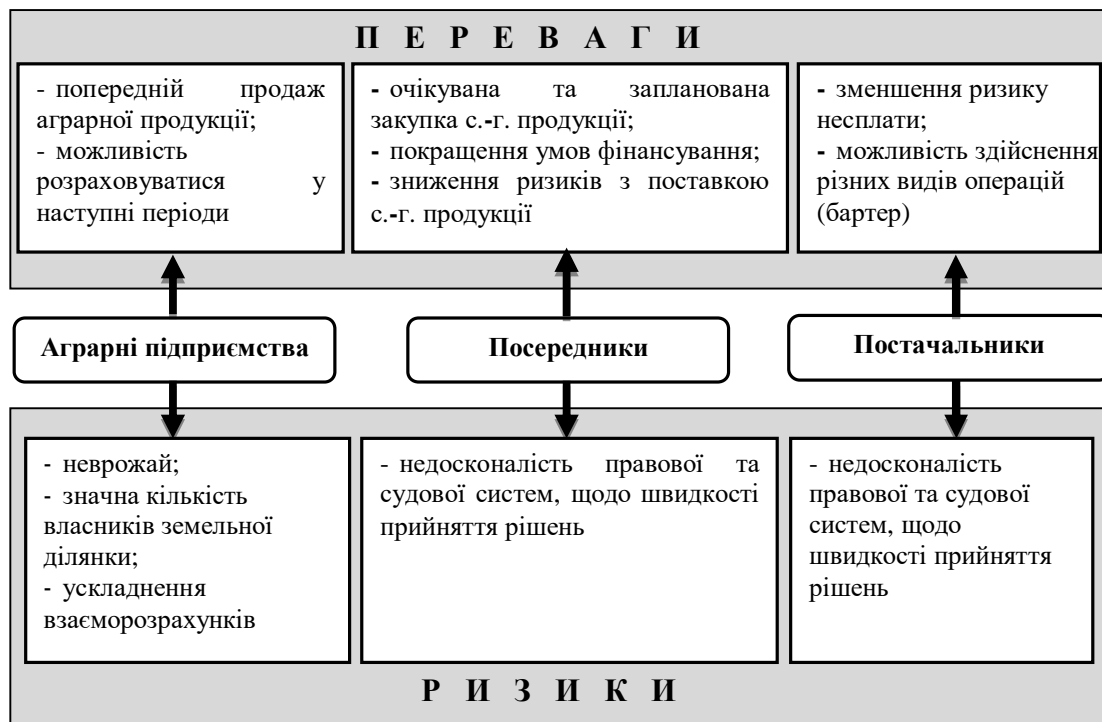 П Е Р Е В А Г И
- попередній продаж
аграрної продукції;
- можливість
розраховуватися у
наступні періоди
- очікувана та запланована
закупка с.-г. продукції;
- покращення умов фінансування;
- зниження ризиків з поставкою
с.-г. продукції
- зменшення ризику
несплати;
- можливість здійснення
різних видів операцій
(бартер)
Аграрні підприємства
Посередники
Постачальники
- неврожай;
- значна кількість
власників земельної
ділянки;
- ускладнення
взаєморозрахунків
- недосконалість правової та
судової систем, щодо швидкості
прийняття рішень
- недосконалість
правової та судової
систем, щодо
швидкості прийняття
рішень
Р И З И К И